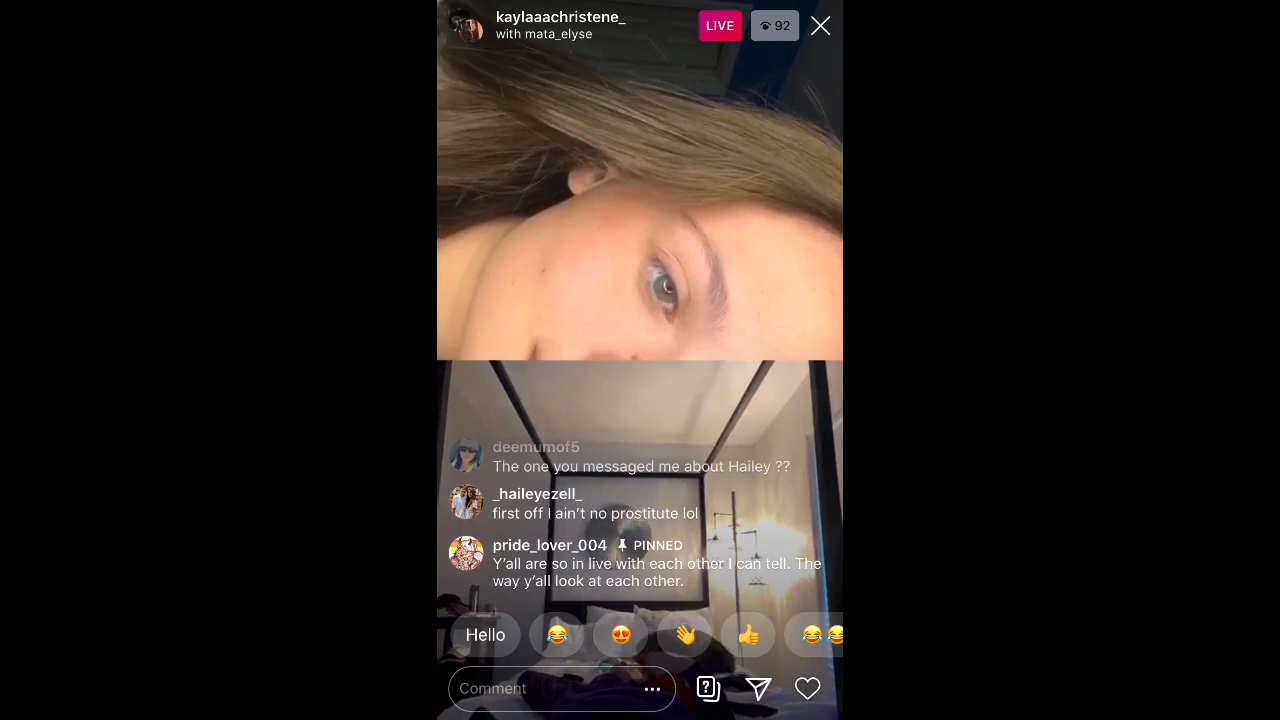 kaylaaachristene_
with mata_elyse
LIVE
92
deemumof5
The one you messaged me about Hailey ??
_haileyezell_
first off I ain't no prostitute lol
pride_lover_004 PINNED
Y'all are so in live with each other I can tell. The
way y'all look at each other.
Hello
Comment